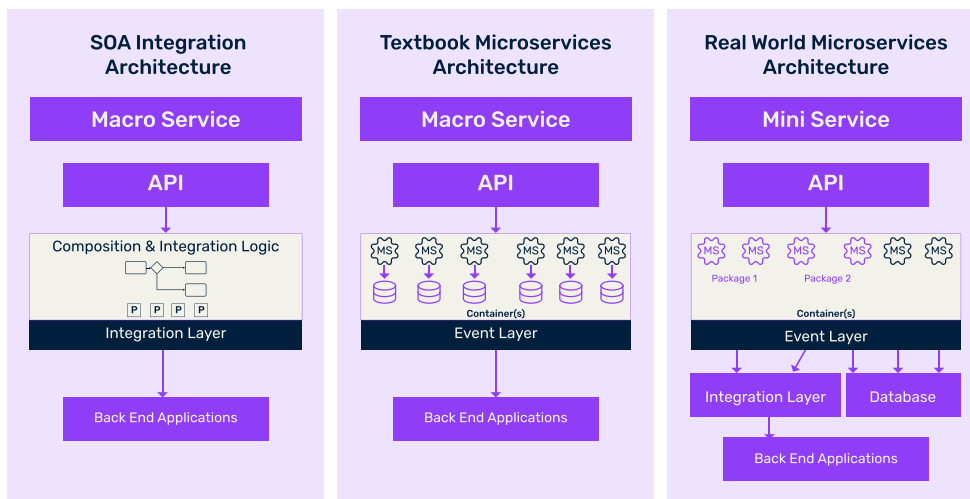 SOA Integration
Architecture
Macro Service
API
Composition & Integration Logic
P P P P
Integration Layer
Back End Applications
Textbook Microservices
Architecture
Macro Service
API
MS MS MS MS MS MS
Container(s)
Event Layer
Back End Applications
Real World Microservices
Architecture
Mini Service
API
MS MS MS MS MS MS
Package 1 Package 2
Container(s)
Event Layer
Integration Layer Database
Back End Applications